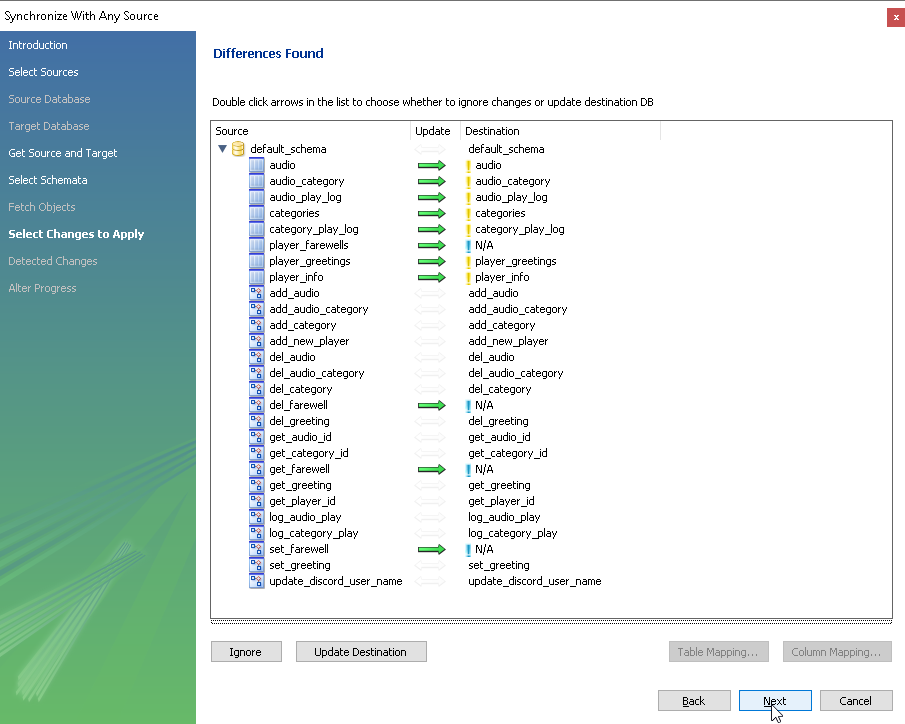 Synchronize With Any Source
x
Introduction
Select Sources
Source Database
Target Database
Get Source and Target
Select Schemata
Fetch Objects
Select Changes to Apply
Detected Changes
Alter Progress
Differences Found
Double click arrows in the list to choose whether to ignore changes or update destination DB
Source Update Destination
default_schema default_schema
audio ! audio
audio_category ! audio_category
audio_play_log ! audio_play_log
categories ! categories
category_play_log ! category_play_log
player_farewells ! N/A
player_greetings ! player_greetings
player_info ! player_info
add_audio add_audio
add_audio_category add_audio_category
add_category add_category
add_new_player add_new_player
del_audio del_audio
del_audio_category del_audio_category
del_category del_category
del_farewell ! N/A
del_greeting del_greeting
get_audio_id get_audio_id
get_category_id get_category_id
get_farewell ! N/A
get_greeting get_greeting
get_player_id get_player_id
log_audio_play log_audio_play
log_category_play log_category_play
set_farewell ! N/A
set_greeting set_greeting
update_discord_user_name update_discord_user_name
Ignore Update Destination Table Mapping... Column Mapping...
Back Next Cancel